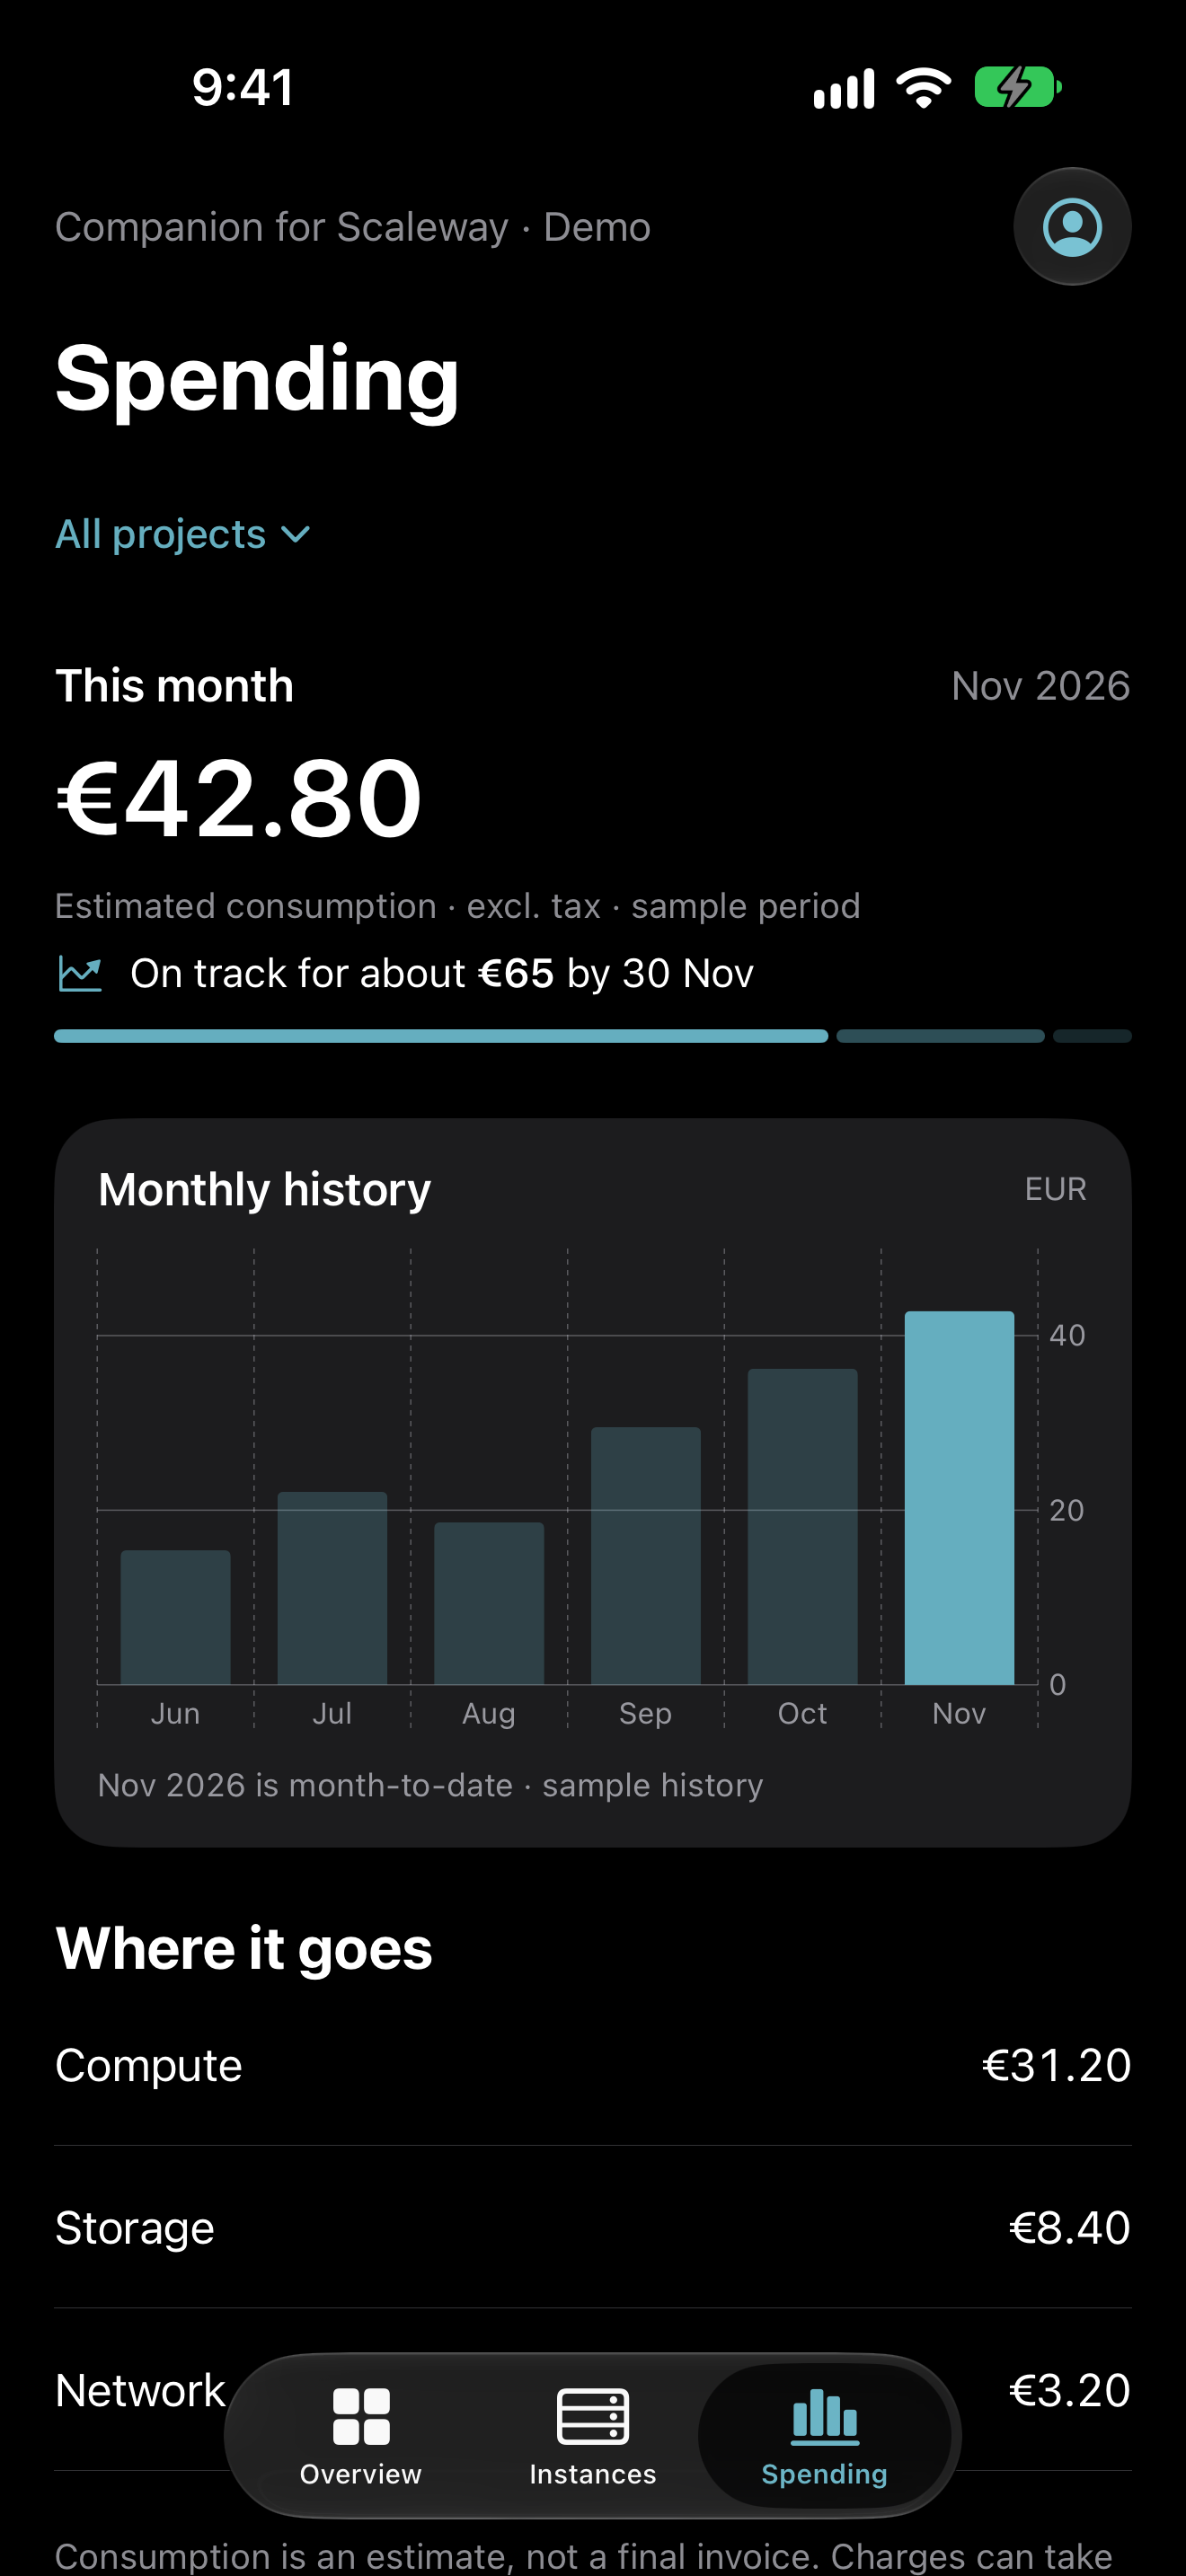 9:41
Companion for Scaleway · Demo
Spending
All projects
This month
Nov 2026
€42.80
Estimated consumption · excl. tax · sample period
On track for about €65 by 30 Nov
Monthly history
EUR
40
20
0
Jun Jul Aug Sep Oct Nov
Nov 2026 is month-to-date · sample history
Where it goes
Compute €31.20
Storage €8.40
Network €3.20
Overview Instances Spending
Consumption is an estimate, not a final invoice. Charges can take